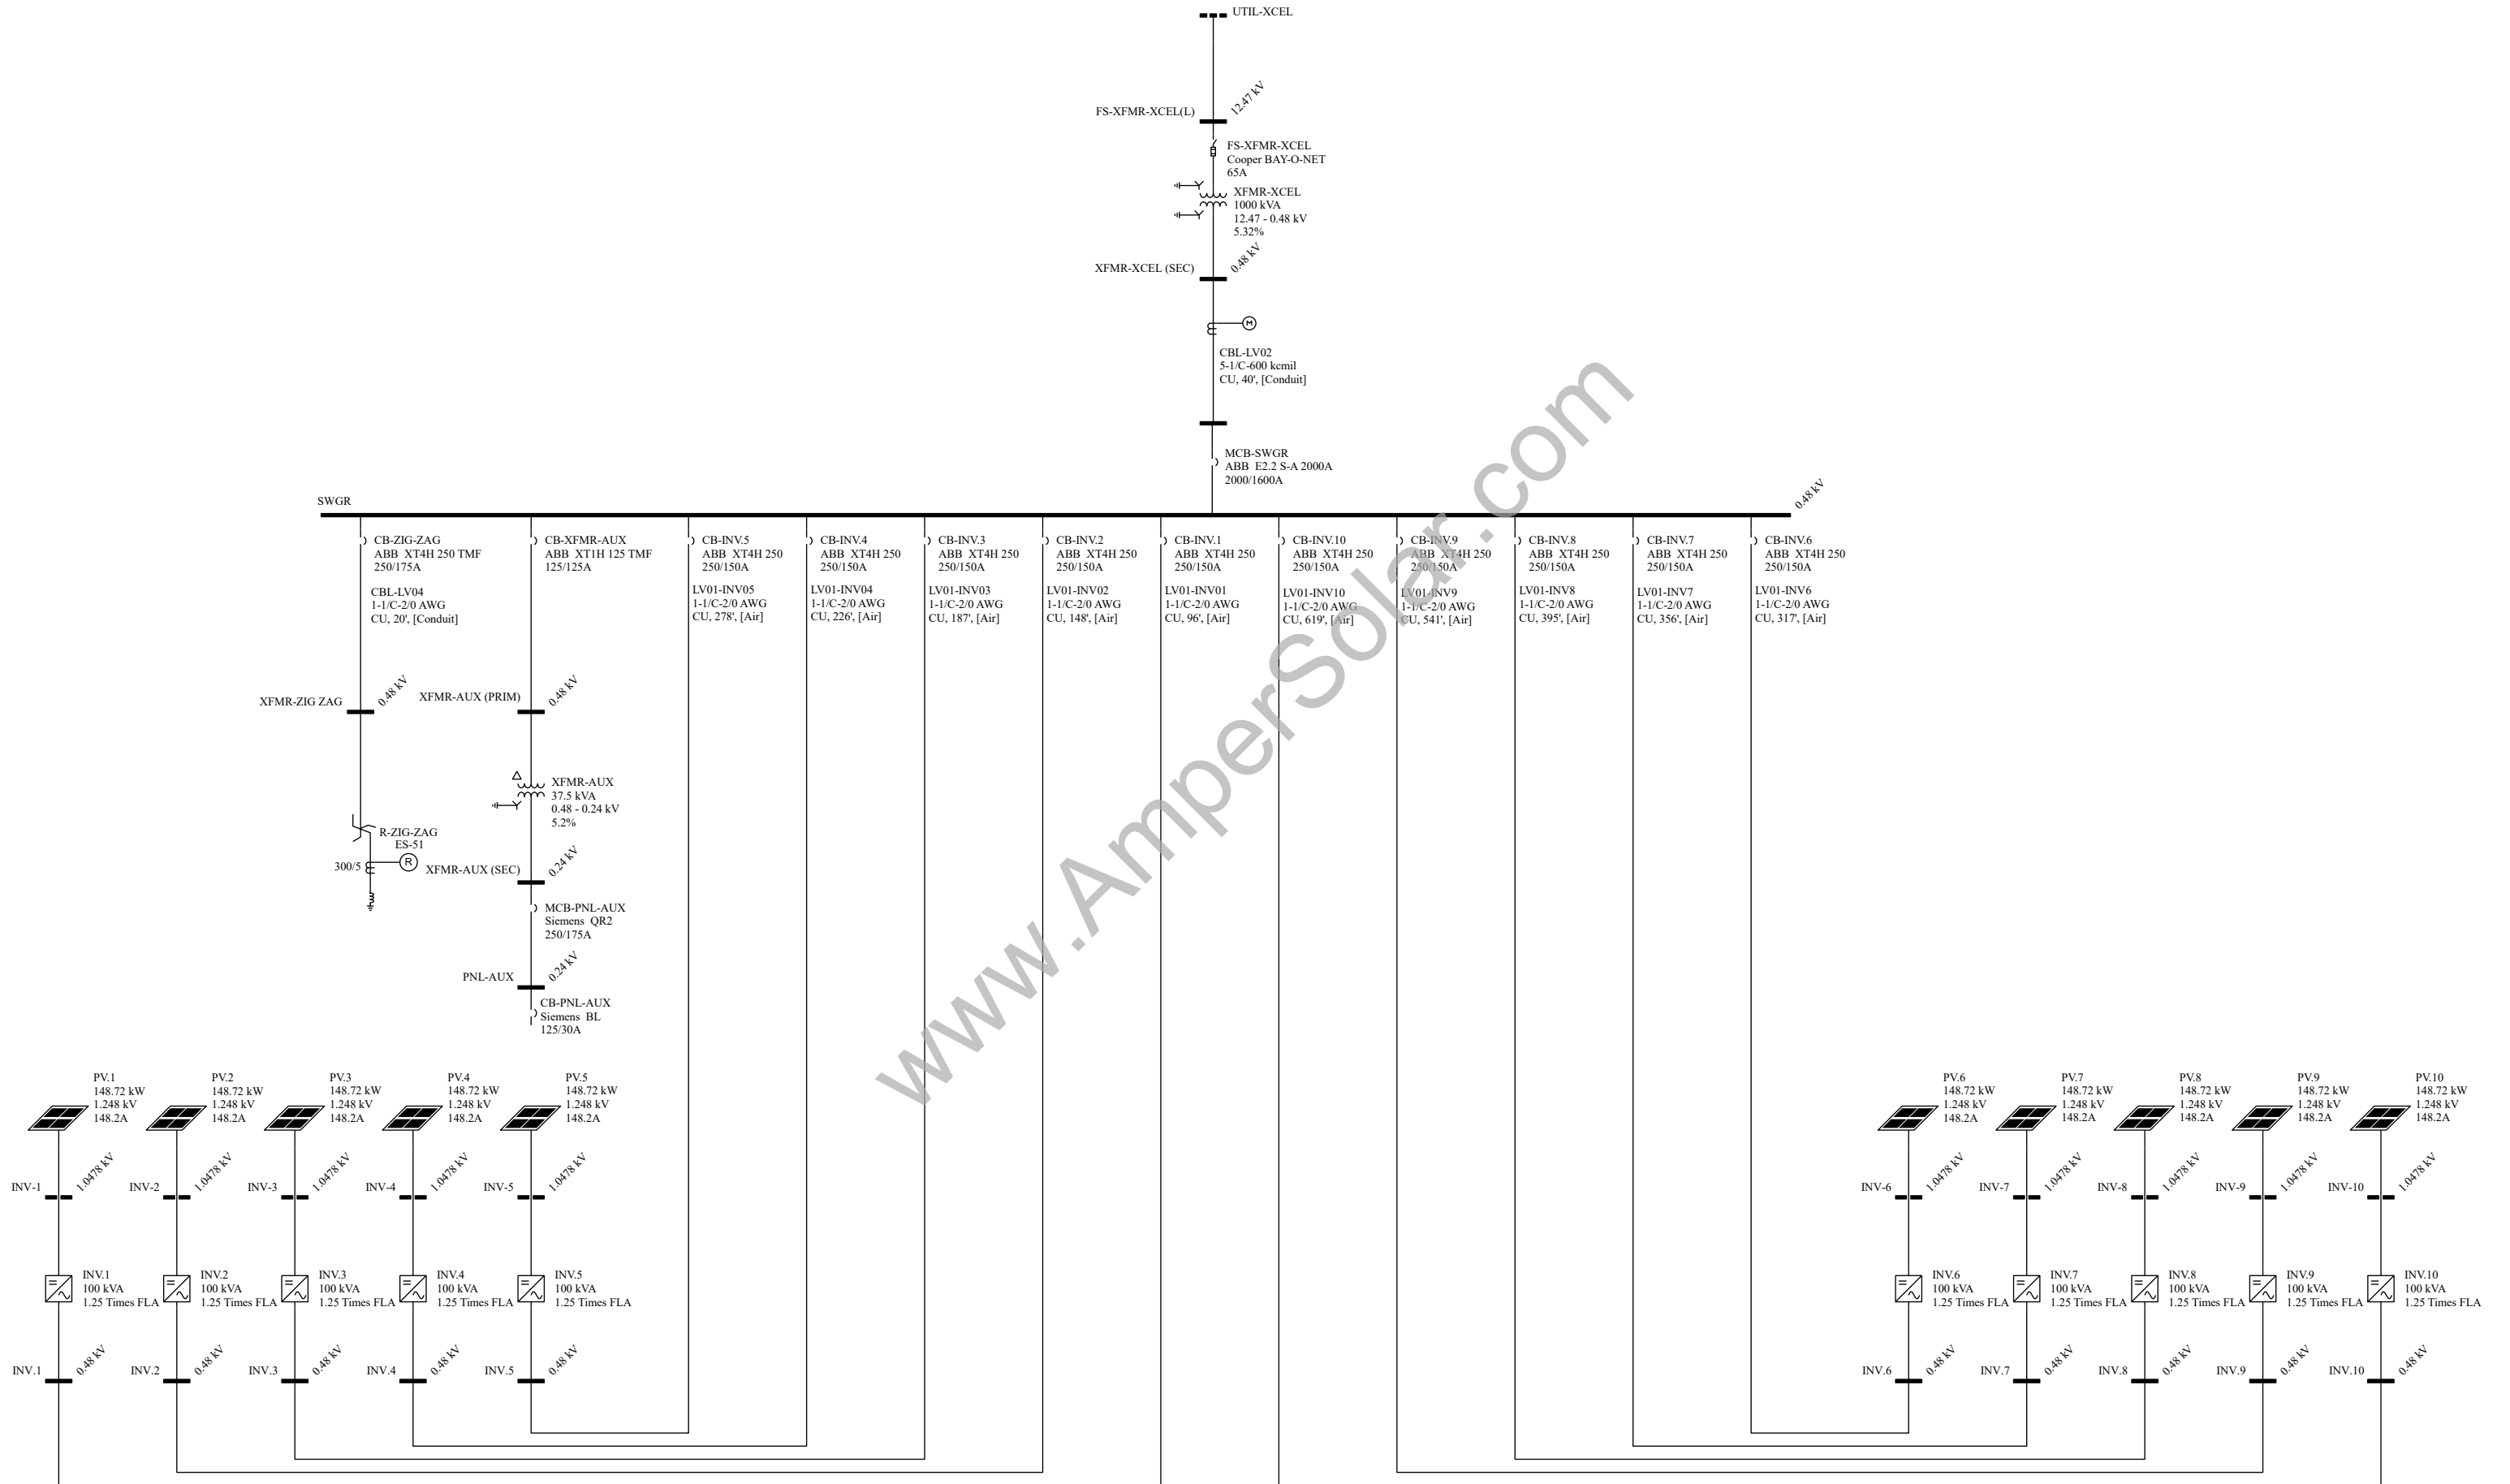 UTIL-XCEL
12.47 kV
FS-XFMR-XCEL(L)
FS-XFMR-XCEL
Cooper BAY-O-NET
65A
XFMR-XCEL
1000 kVA
12.47 - 0.48 kV
5.32%
0.48 kV
XFMR-XCEL (SEC)
M
CBL-LV02
5-1/C-600 kcmil
CU, 40', [Conduit]
MCB-SWGR
ABB E2.2 S-A 2000A
2000/1600A
SWGR
0.48 kV
CB-ZIG-ZAG
ABB XT4H 250 TMF
250/175A
CBL-LV04
1-1/C-2/0 AWG
CU, 20', [Conduit]
CB-XFMR-AUX
ABB XT1H 125 TMF
125/125A
CB-INV.5
ABB XT4H 250
250/150A
LV01-INV05
1-1/C-2/0 AWG
CU, 278', [Air]
CB-INV.4
ABB XT4H 250
250/150A
LV01-INV04
1-1/C-2/0 AWG
CU, 226', [Air]
CB-INV.3
ABB XT4H 250
250/150A
LV01-INV03
1-1/C-2/0 AWG
CU, 187', [Air]
CB-INV.2
ABB XT4H 250
250/150A
LV01-INV02
1-1/C-2/0 AWG
CU, 148', [Air]
CB-INV.1
ABB XT4H 250
250/150A
LV01-INV01
1-1/C-2/0 AWG
CU, 96', [Air]
CB-INV.10
ABB XT4H 250
250/150A
LV01-INV10
1-1/C-2/0 AWG
CU, 619', [Air]
CB-INV.9
ABB XT4H 250
250/150A
LV01-INV9
1-1/C-2/0 AWG
CU, 541', [Air]
CB-INV.8
ABB XT4H 250
250/150A
LV01-INV8
1-1/C-2/0 AWG
CU, 395', [Air]
CB-INV.7
ABB XT4H 250
250/150A
LV01-INV7
1-1/C-2/0 AWG
CU, 356', [Air]
CB-INV.6
ABB XT4H 250
250/150A
LV01-INV6
1-1/C-2/0 AWG
CU, 317', [Air]
XFMR-ZIG ZAG
0.48 kV
XFMR-AUX (PRIM)
0.48 kV
XFMR-AUX
37.5 kVA
0.48 - 0.24 kV
5.2%
R-ZIG-ZAG
ES-51
R
300/5
XFMR-AUX (SEC)
0.24 kV
MCB-PNL-AUX
Siemens QR2
250/175A
PNL-AUX
0.24 kV
CB-PNL-AUX
Siemens BL
125/30A
www.AmperSolar.com
PV.1
148.72 kW
1.248 kV
148.2A
PV.2
148.72 kW
1.248 kV
148.2A
PV.3
148.72 kW
1.248 kV
148.2A
PV.4
148.72 kW
1.248 kV
148.2A
PV.5
148.72 kW
1.248 kV
148.2A
PV.6
148.72 kW
1.248 kV
148.2A
PV.7
148.72 kW
1.248 kV
148.2A
PV.8
148.72 kW
1.248 kV
148.2A
PV.9
148.72 kW
1.248 kV
148.2A
PV.10
148.72 kW
1.248 kV
148.2A
INV-1
1.0478 kV
INV-2
1.0478 kV
INV-3
1.0478 kV
INV-4
1.0478 kV
INV-5
1.0478 kV
INV-6
1.0478 kV
INV-7
1.0478 kV
INV-8
1.0478 kV
INV-9
1.0478 kV
INV-10
1.0478 kV
INV.1
100 kVA
1.25 Times FLA
INV.2
100 kVA
1.25 Times FLA
INV.3
100 kVA
1.25 Times FLA
INV.4
100 kVA
1.25 Times FLA
INV.5
100 kVA
1.25 Times FLA
INV.6
100 kVA
1.25 Times FLA
INV.7
100 kVA
1.25 Times FLA
INV.8
100 kVA
1.25 Times FLA
INV.9
100 kVA
1.25 Times FLA
INV.10
100 kVA
1.25 Times FLA
INV.1
0.48 kV
INV.2
0.48 kV
INV.3
0.48 kV
INV.4
0.48 kV
INV.5
0.48 kV
INV.6
0.48 kV
INV.7
0.48 kV
INV.8
0.48 kV
INV.9
0.48 kV
INV.10
0.48 kV